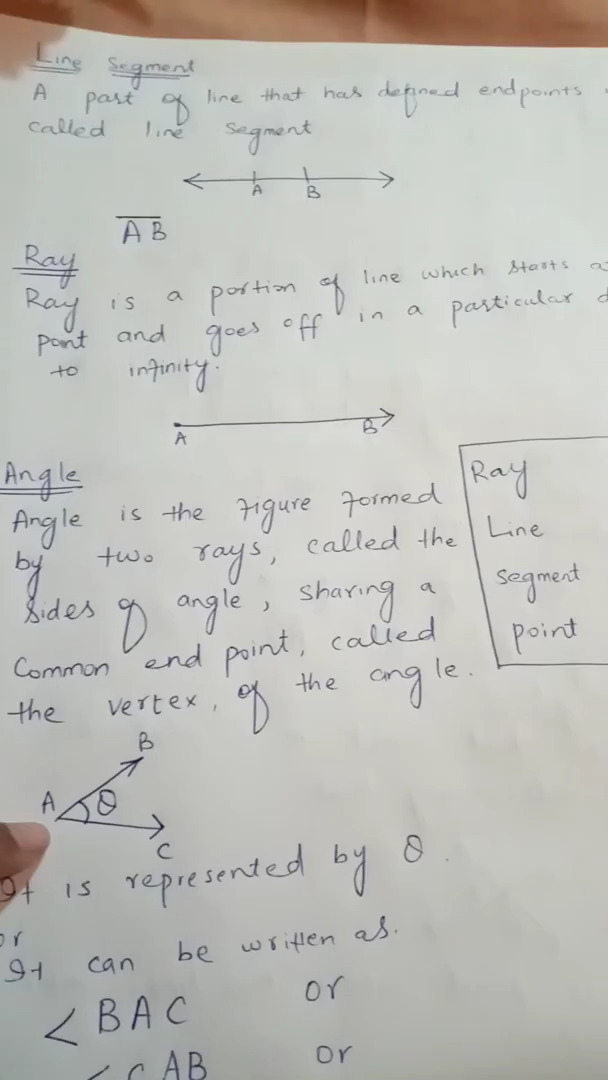 Line Segment
A part of line that has defined endpoints
called line segment
A B
AB
Ray
Ray is a portion of line which starts
point and goes off in a particular
to infinity.
A B
Angle
Angle is the figure formed
by two rays, called the
sides of angle, sharing a
Common end point, called
the vertex, of the angle.
Ray
Line
segment
point
B
A θ
C
It is represented by θ.
or
It can be written as.
∠BAC or
∠CAB or